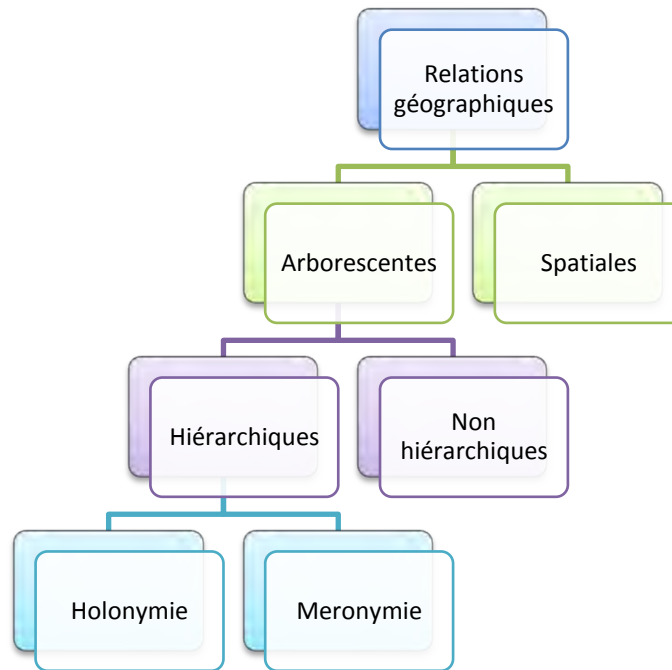 Relations
géographiques
Arborescentes
Spatiales
Hiérarchiques
Non
hiérarchiques
Holonymie
Meronymie